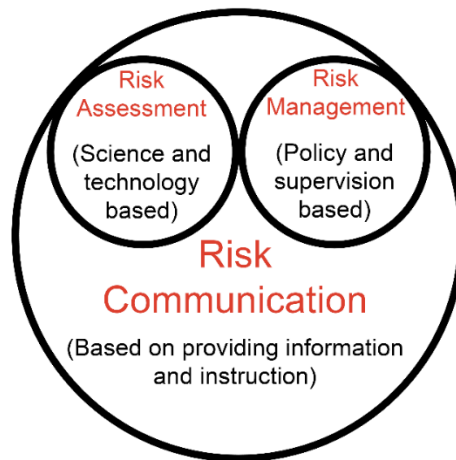 Risk
Assessment
(Science and
technology
based)
Risk
Management
(Policy and
supervision
based)
Risk
Communication
(Based on providing information
and instruction)